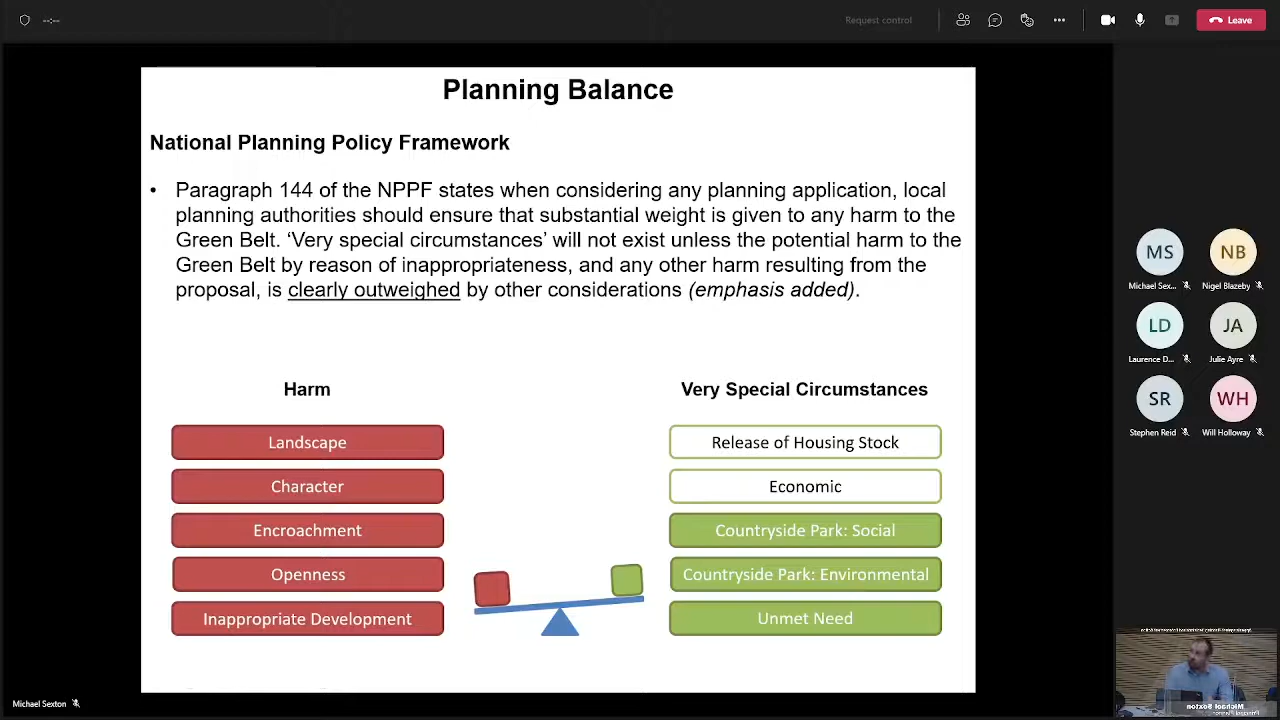 --:--
Request control
Leave
Planning Balance
National Planning Policy Framework
• Paragraph 144 of the NPPF states when considering any planning application, local
planning authorities should ensure that substantial weight is given to any harm to the
Green Belt. ‘Very special circumstances’ will not exist unless the potential harm to the
Green Belt by reason of inappropriateness, and any other harm resulting from the
proposal, is clearly outweighed by other considerations (emphasis added).
Harm
Landscape
Character
Encroachment
Openness
Inappropriate Development
Very Special Circumstances
Release of Housing Stock
Economic
Countryside Park: Social
Countryside Park: Environmental
Unmet Need
MS
Michael Sex...
NB
Nigel Blazeby
LD
Laurence D...
JA
Julie Ayre
SR
Stephen Reid
WH
Will Holloway
Michael Sexton
Michael Sexton